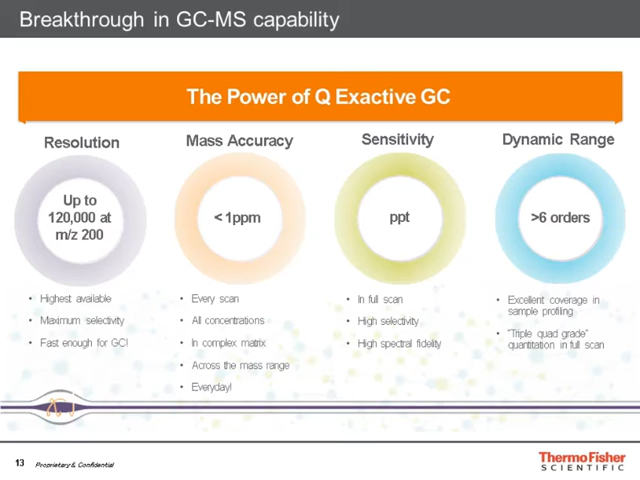 Breakthrough in GC-MS capability
The Power of Q Exactive GC
Resolution
Up to
120,000 at
m/z 200
• Highest available
• Maximum selectivity
• Fast enough for GC!
Mass Accuracy
< 1ppm
• Every scan
• All concentrations
• In complex matrix
• Across the mass range
• Everyday!
Sensitivity
ppt
• In full scan
• High selectivity
• High spectral fidelity
Dynamic Range
>6 orders
• Excellent coverage in
sample profiling
• "Triple quad grade"
quantitation in full scan
13 Proprietary & Confidential
ThermoFisher
SCIENTIFIC